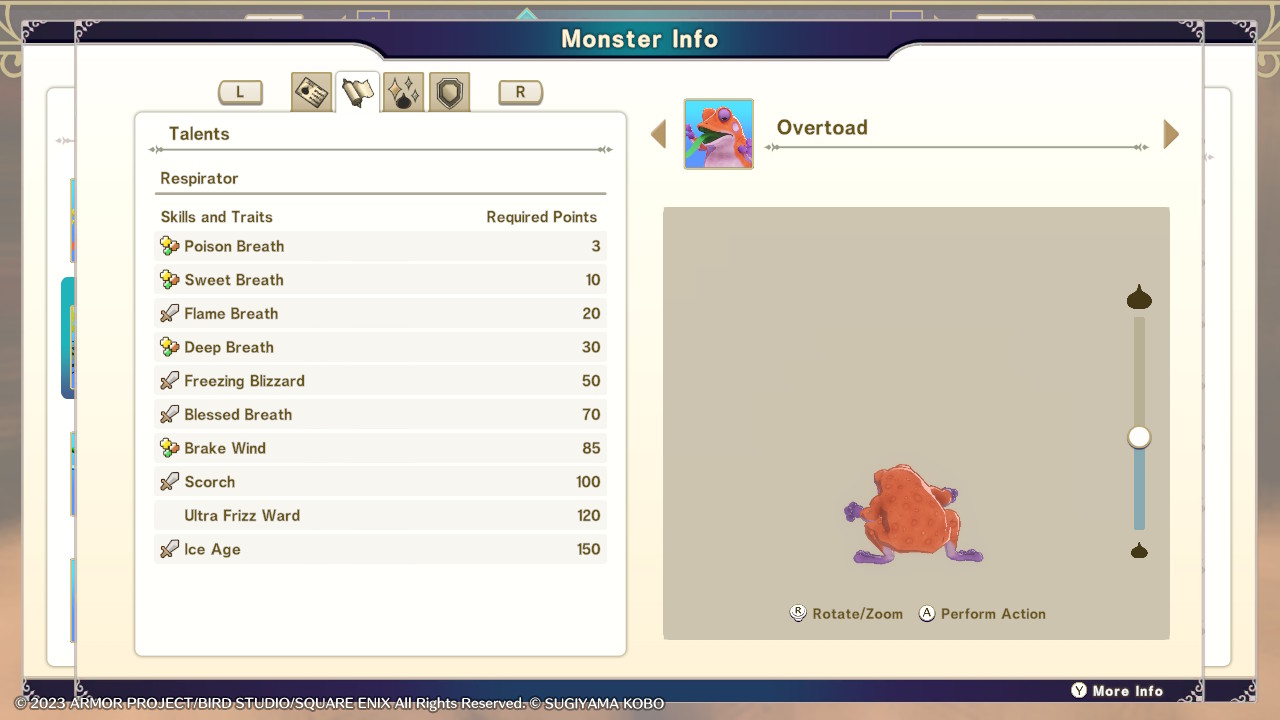 Monster Info
L
R
Talents
Respirator
Skills and Traits Required Points
Poison Breath 3
Sweet Breath 10
Flame Breath 20
Deep Breath 30
Freezing Blizzard 50
Blessed Breath 70
Brake Wind 85
Scorch 100
Ultra Frizz Ward 120
Ice Age 150
Overtoad
R Rotate/Zoom A Perform Action
Y More Info
© 2023 ARMOR PROJECT/BIRD STUDIO/SQUARE ENIX All Rights Reserved. © SUGIYAMA KOBO